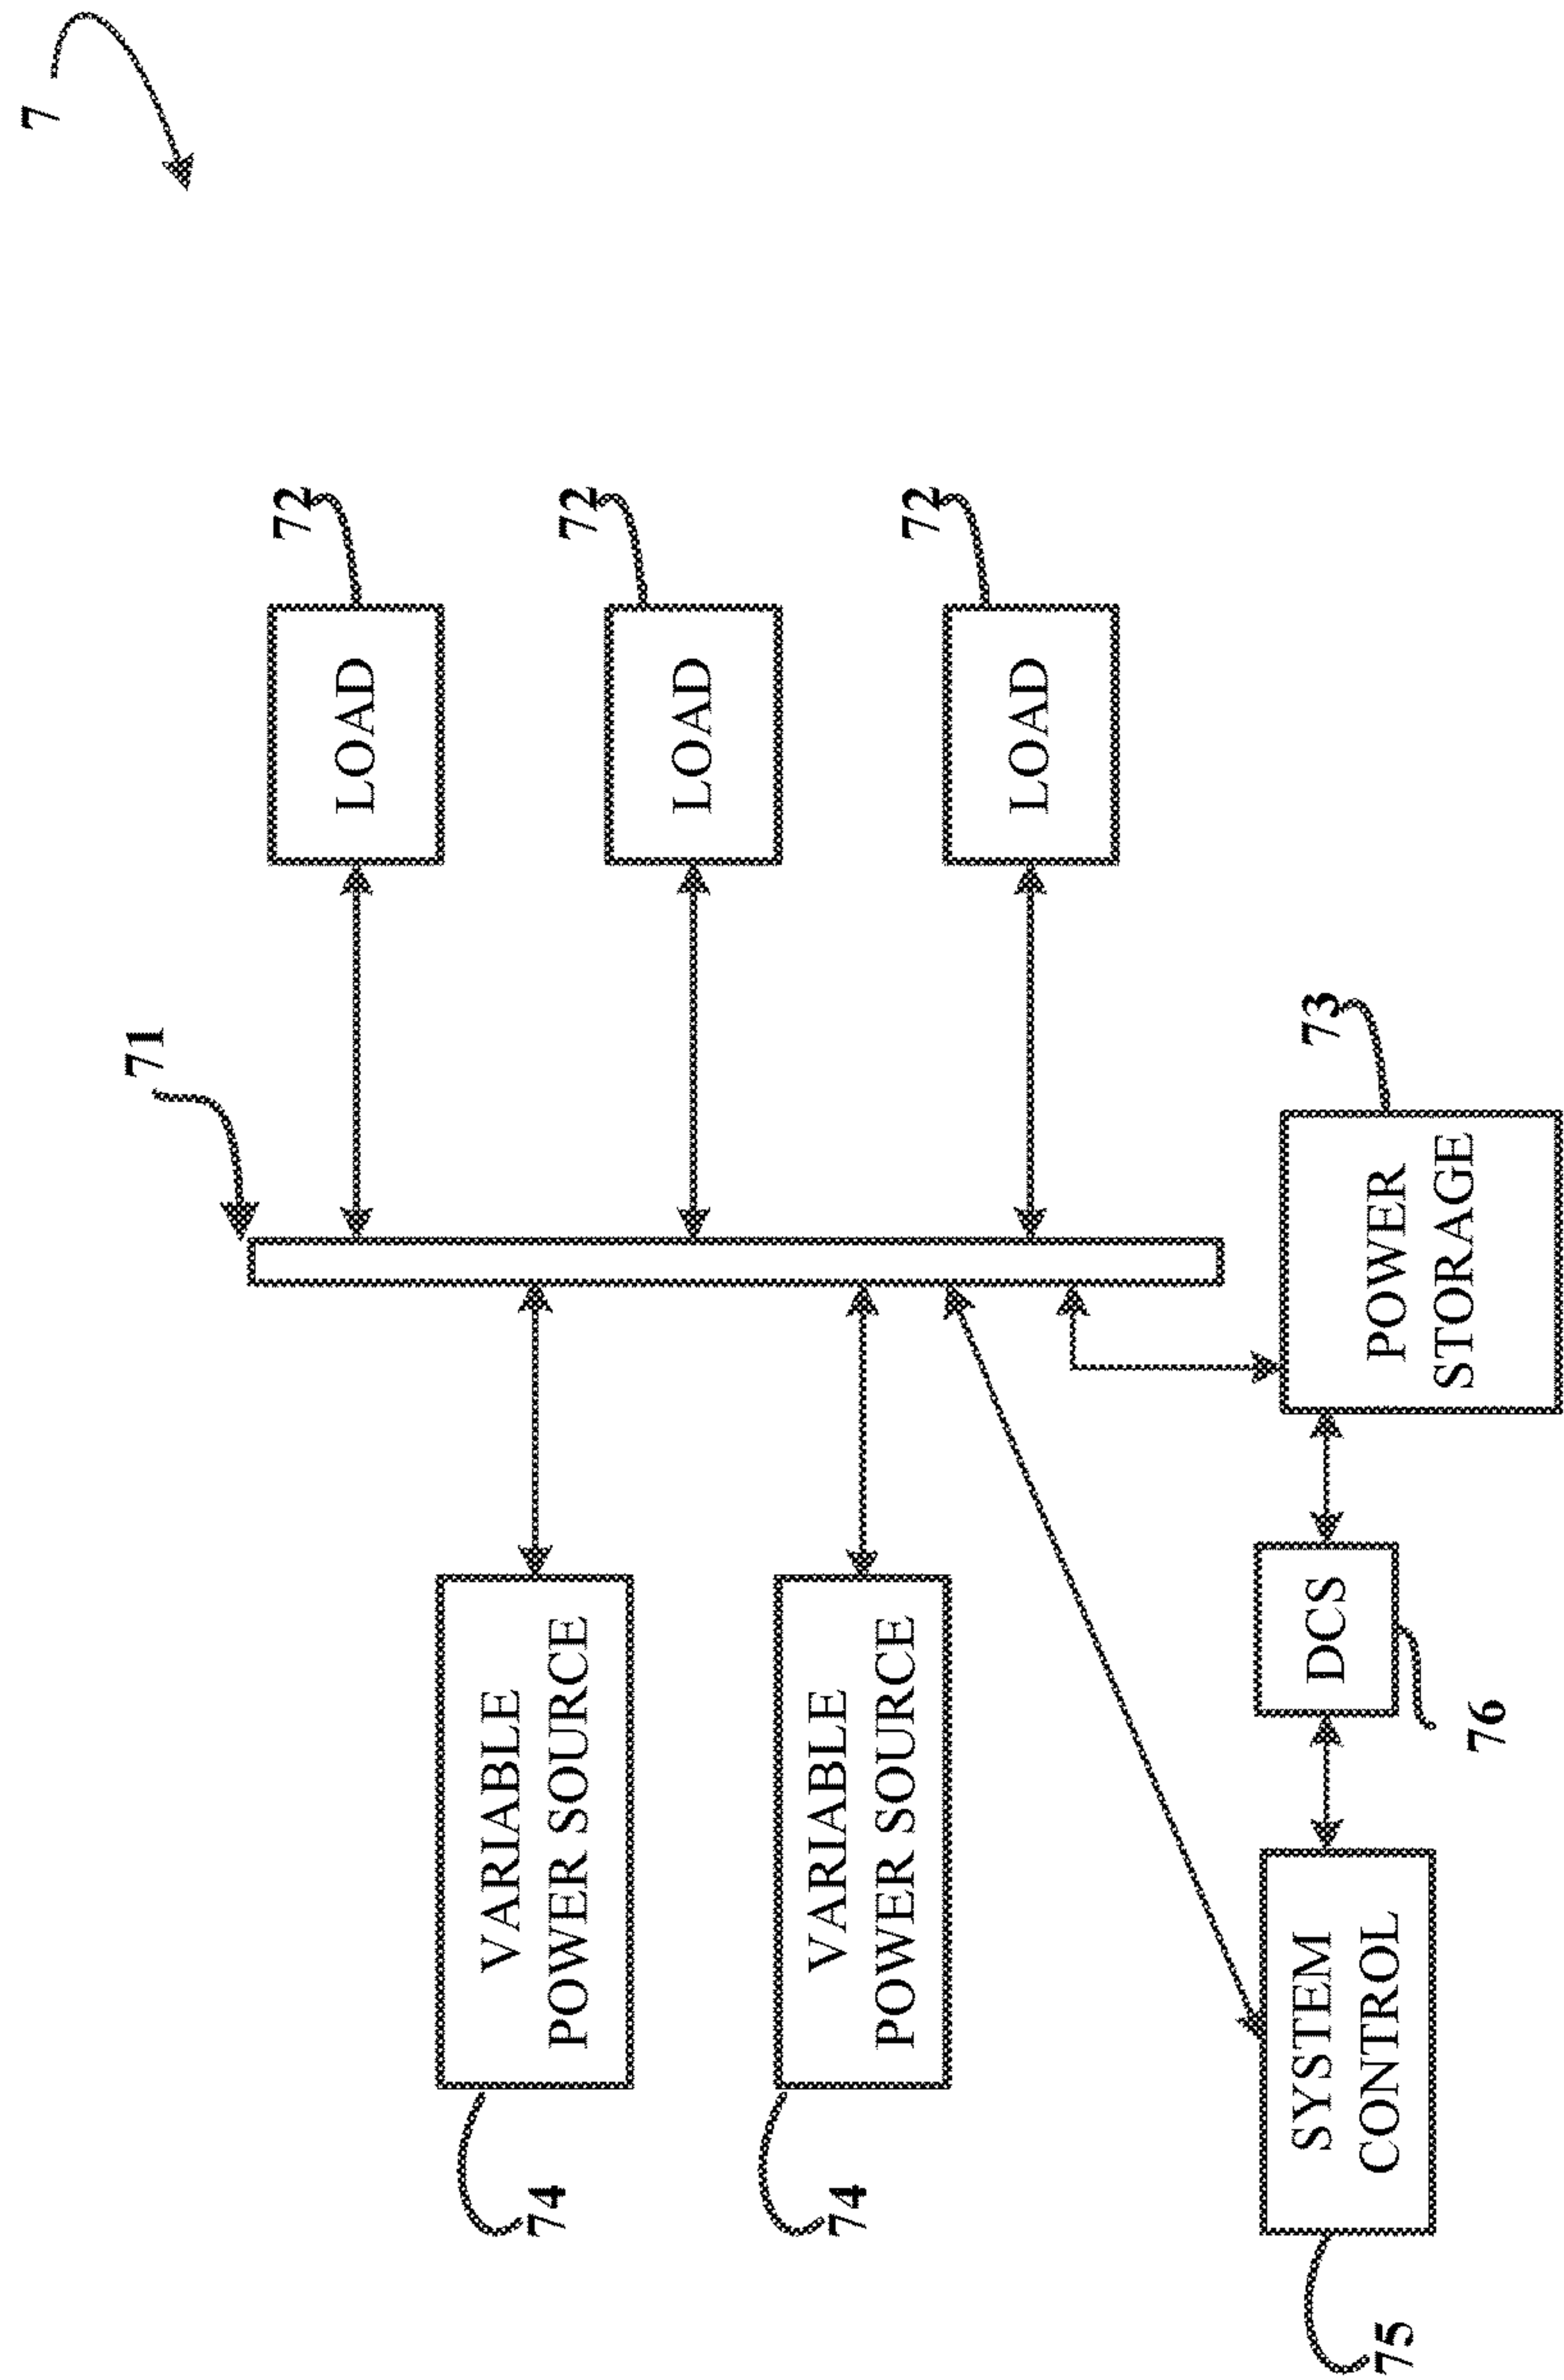 7
71
72
LOAD
72
LOAD
72
LOAD
74
VARIABLE
POWER SOURCE
74
VARIABLE
POWER SOURCE
75
SYSTEM
CONTROL
DCS
76
POWER
STORAGE
73